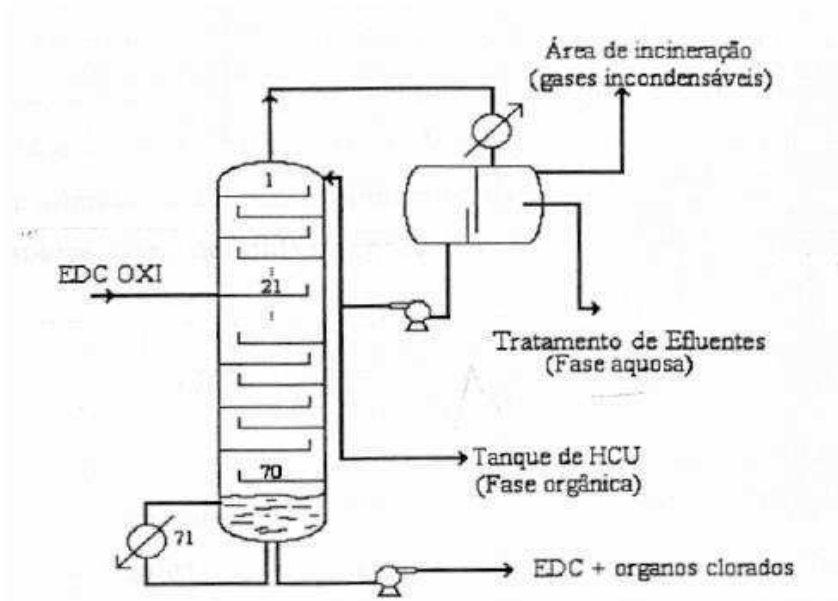 Área de incineração
(gases incondensáveis)
1
EDC OXI
21
Tratamento de Efluentes
(Fase aquosa)
70
Tanque de HCU
(Fase orgânica)
71
EDC + organos clorados